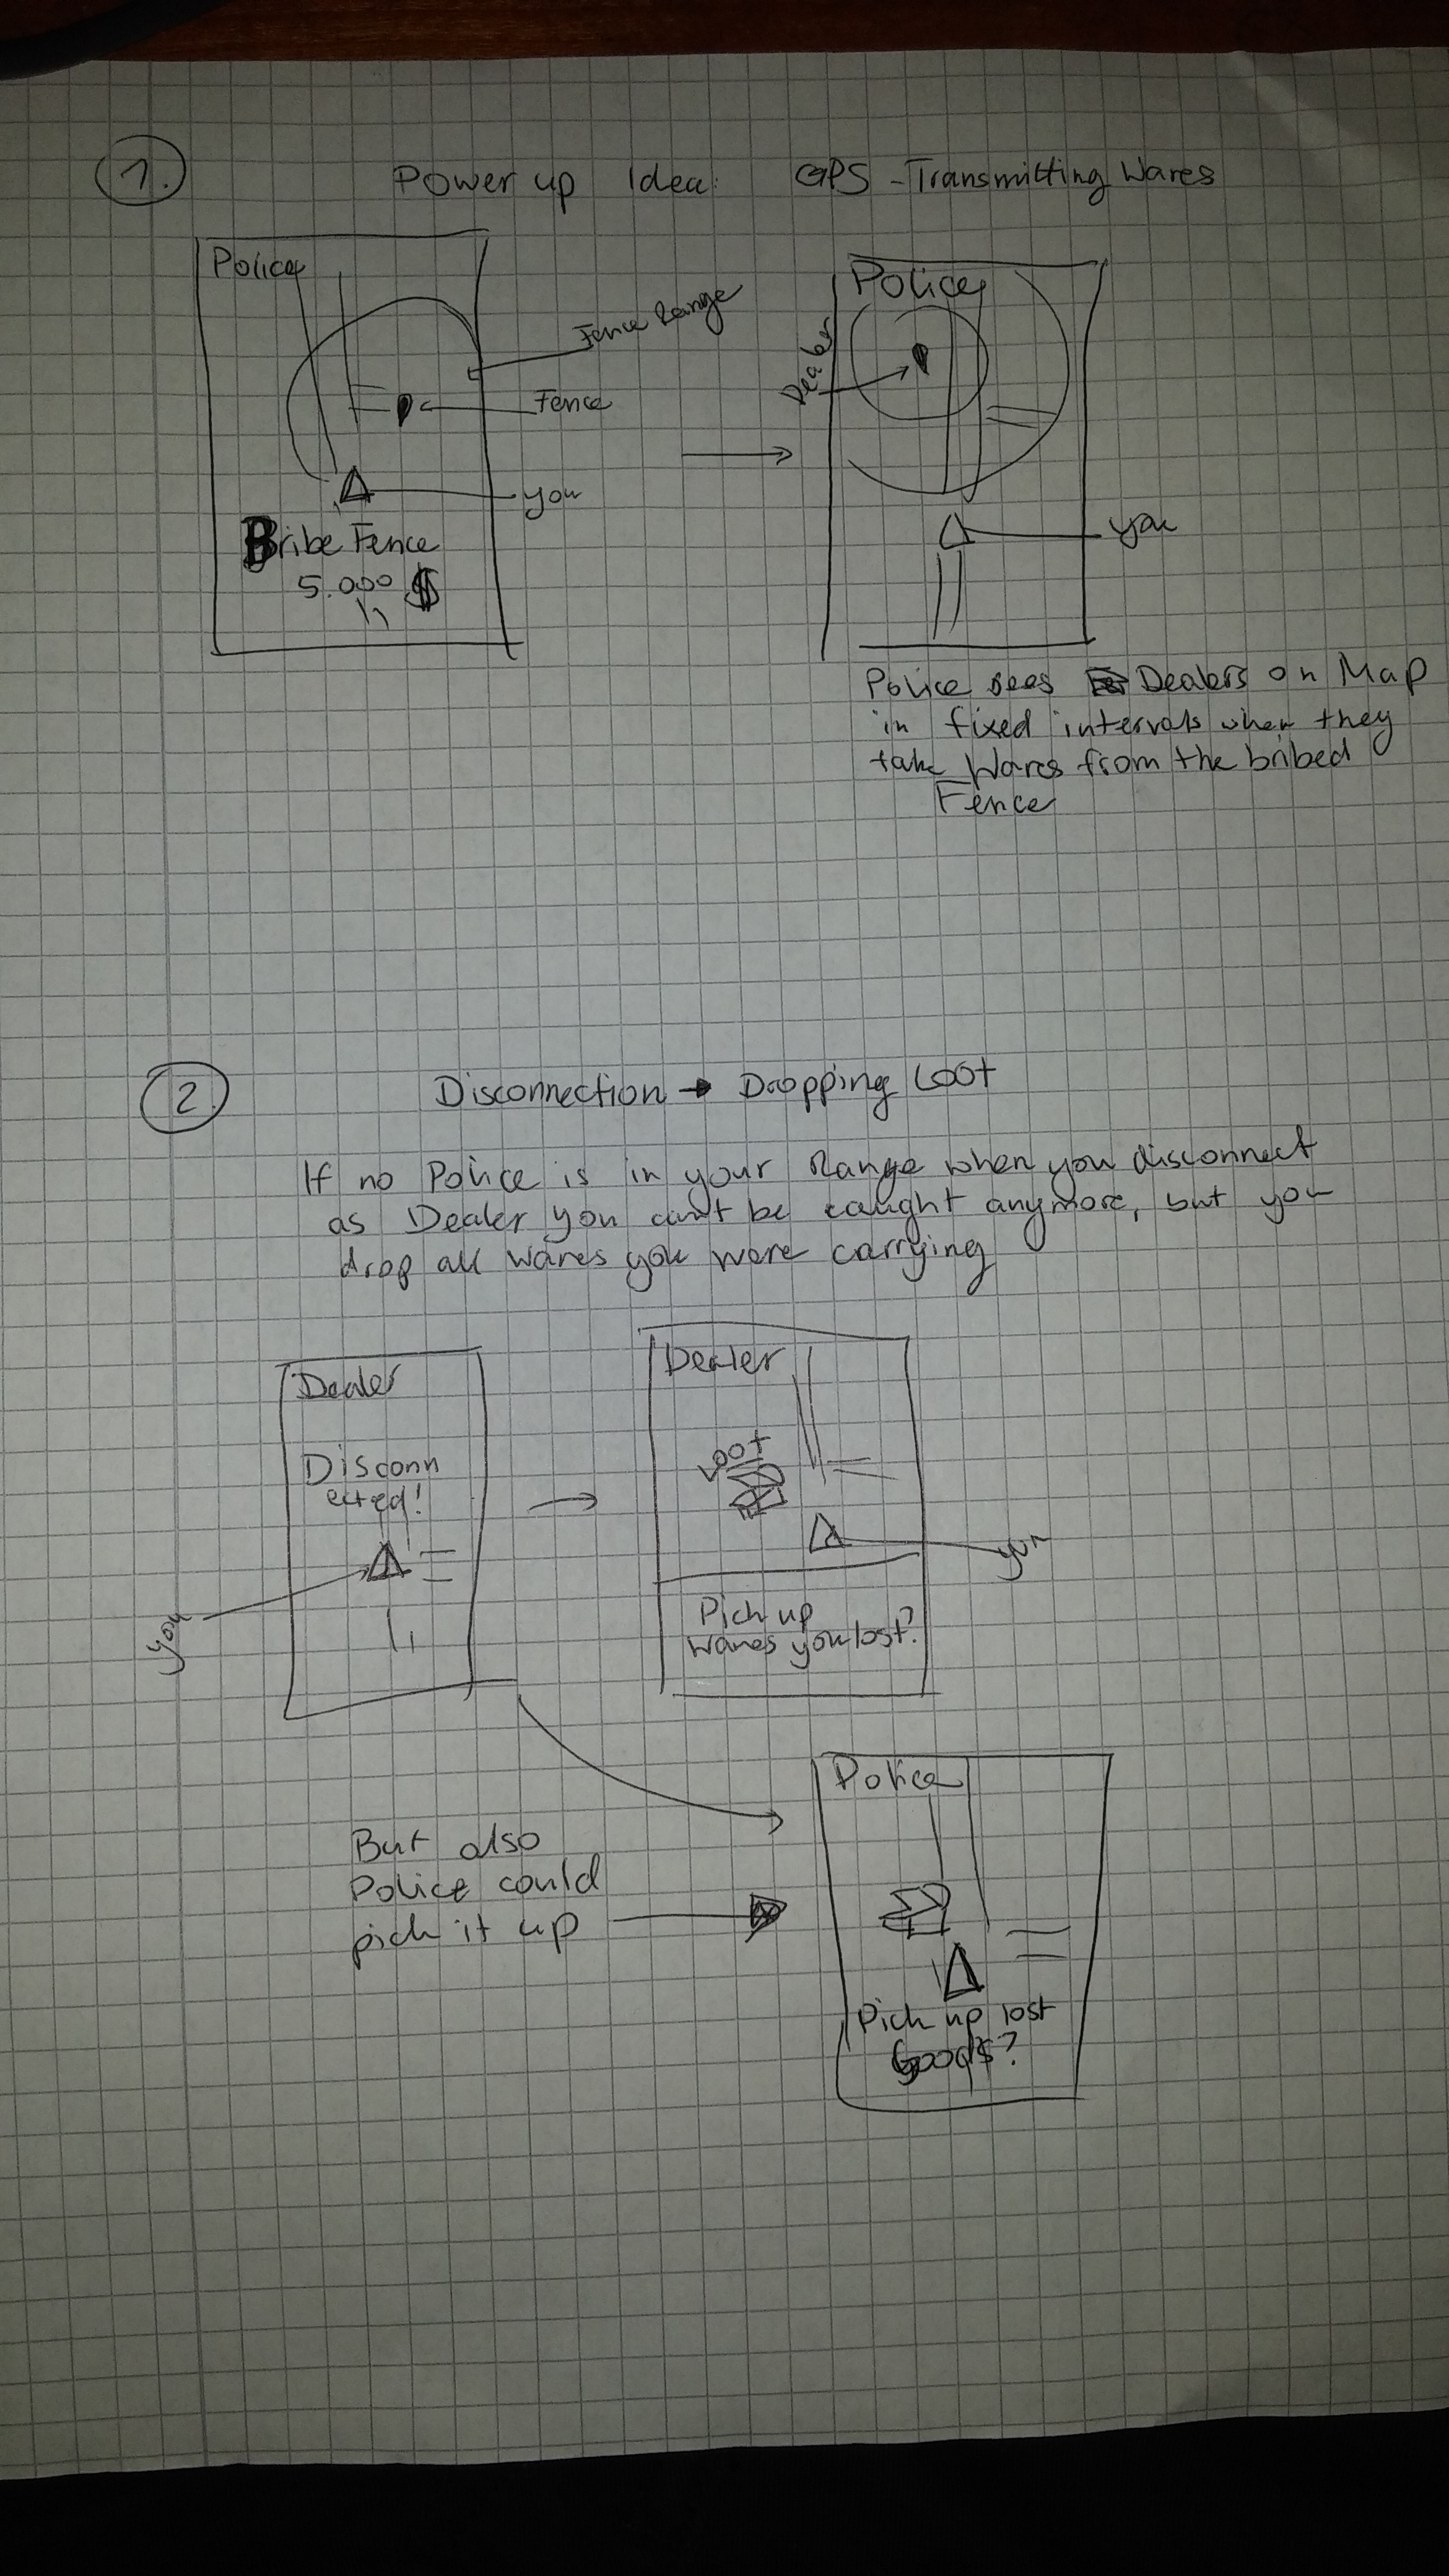 1.
Power up Idea: GPS-Transmitting Wares
Police
Fence Range
Fence
you
Bribe Fence
5.000 $
Police
Dealer
you
Police sees Dealers on Map
in fixed intervals when they
take Wares from the bribed
Fence
2
Disconnection → Dropping Loot
If no Police is in your Range when you disconnect
as Dealer you can't be caught anymore, but you
drop all wares you were carrying
Dealer
Disconn
ected!
you
Dealer
Loot
you
Pick up
wares you lost?
But also
Police could
pick it up
Police
Pick up lost
Goods?